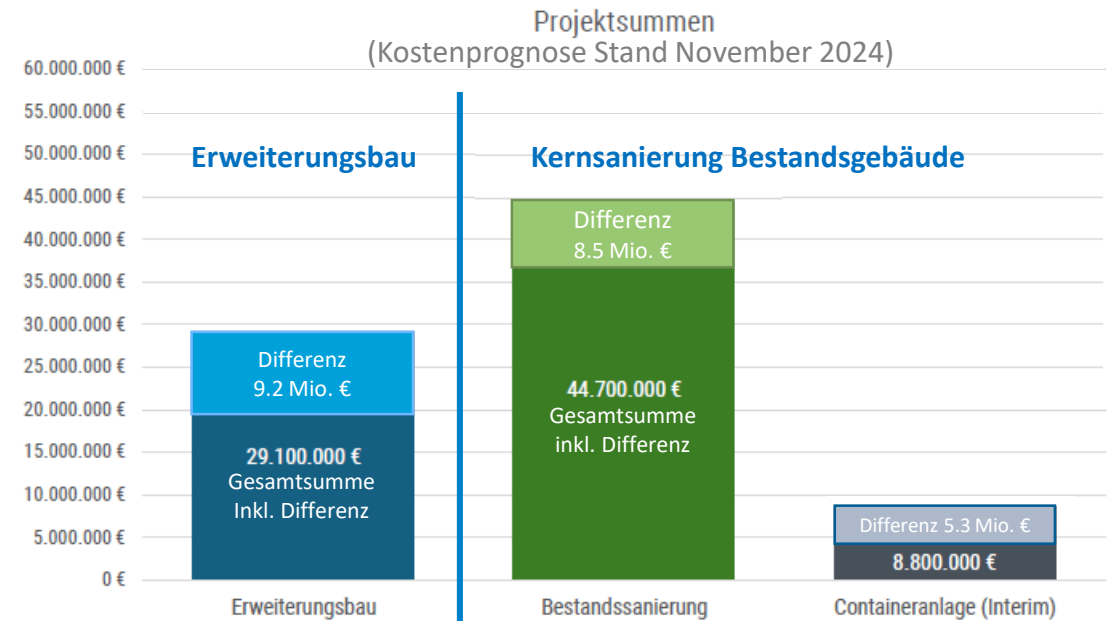 Projektsummen
(Kostenprognose Stand November 2024)
60.000.000 €
55.000.000 €
50.000.000 €
45.000.000 €
40.000.000 €
35.000.000 €
30.000.000 €
25.000.000 €
20.000.000 €
15.000.000 €
10.000.000 €
5.000.000 €
0 €
Erweiterungsbau
Kernsanierung Bestandsgebäude
Differenz
9.2 Mio. €
29.100.000 €
Gesamtsumme
Inkl. Differenz
Differenz
8.5 Mio. €
44.700.000 €
Gesamtsumme
inkl. Differenz
Differenz 5.3 Mio. €
8.800.000 €
Erweiterungsbau
Bestandssanierung
Containeranlage (Interim)